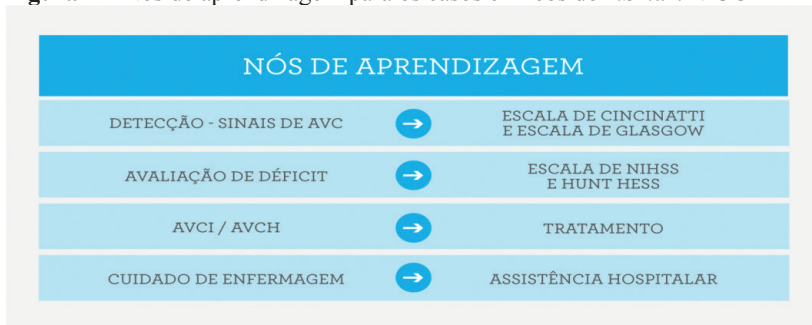 NÓS DE APRENDIZAGEM
DETECÇÃO - SINAIS DE AVC
ESCALA DE CINCINATTI
E ESCALA DE GLASGOW
AVALIAÇÃO DE DÉFICIT
ESCALA DE NIHSS
E HUNT HESS
AVCI / AVCH
TRATAMENTO
CUIDADO DE ENFERMAGEM
ASSISTÊNCIA HOSPITALAR